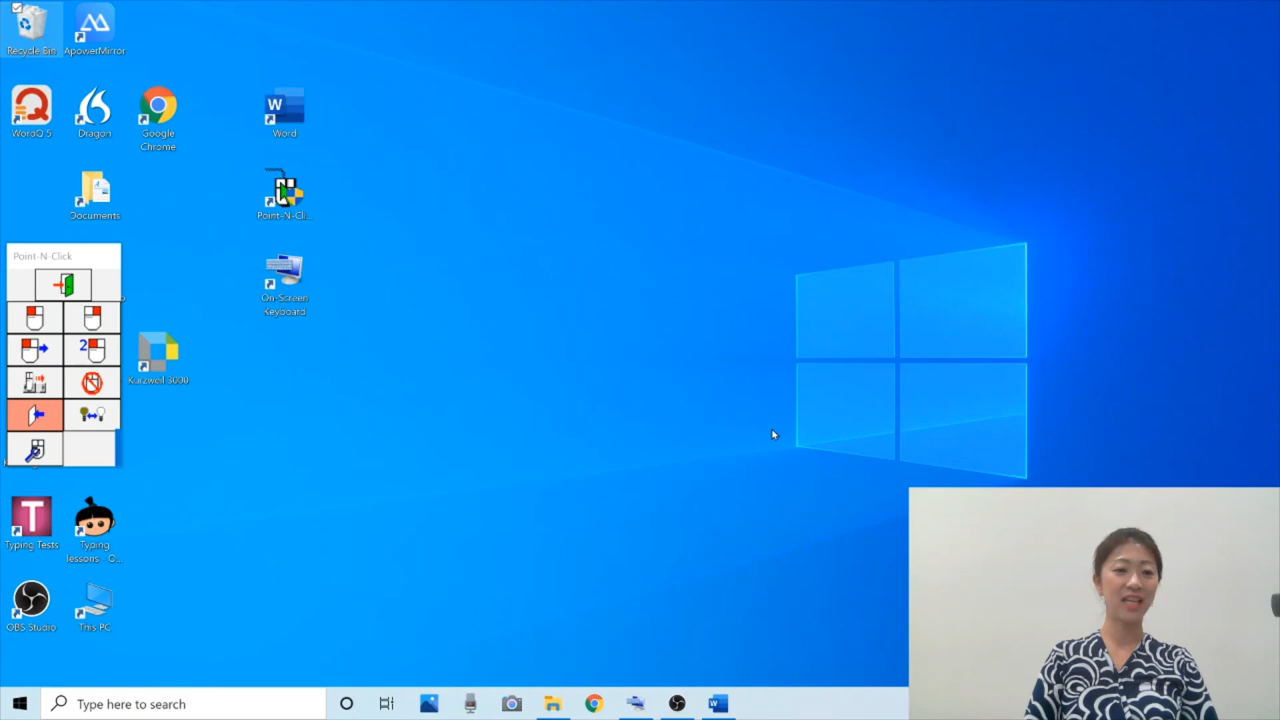 Recycle Bin
ApowerMirror
WordQ 5
Dragon
Google
Chrome
Word
Documents
Point-N-Cli...
Point-N-Click
2
On-Screen
Keyboard
Kurzweil 3000
Typing Tests
Typing
lessons - O...
OBS Studio
This PC
Type here to search